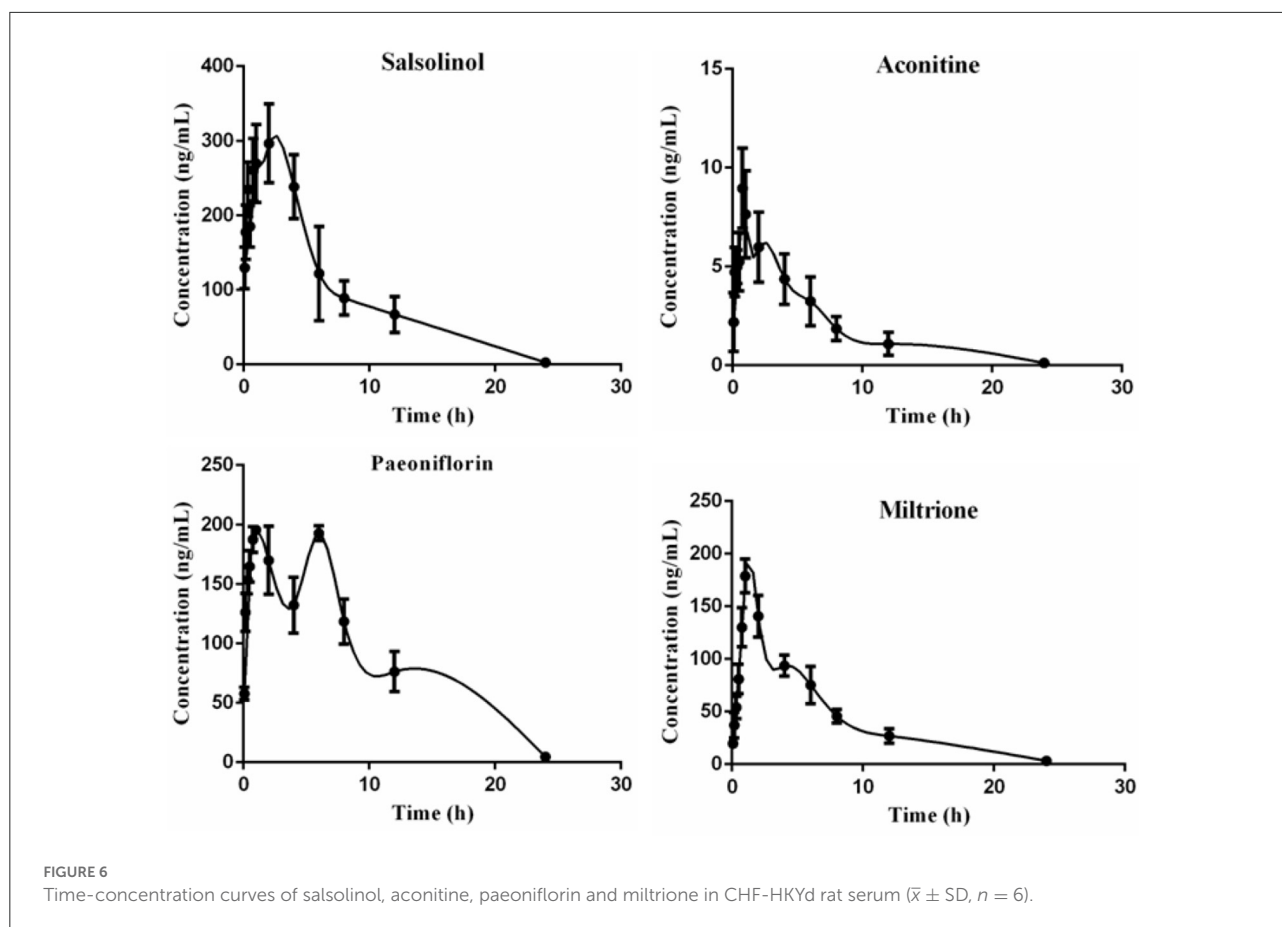 Salsolinol
Concentration (ng/mL)
400
300
200
100
0
0 10 20 30
Time (h)
Aconitine
Concentration (ng/mL)
15
10
5
0
0 10 20 30
Time (h)
Paeoniflorin
Concentration (ng/mL)
250
200
150
100
50
0
0 10 20 30
Time (h)
Miltrione
Concentration (ng/mL)
250
200
150
100
50
0
0 10 20 30
Time (h)
FIGURE 6
Time-concentration curves of salsolinol, aconitine, paeoniflorin and miltrione in CHF-HKYd rat serum (x̄ ± SD, n = 6).